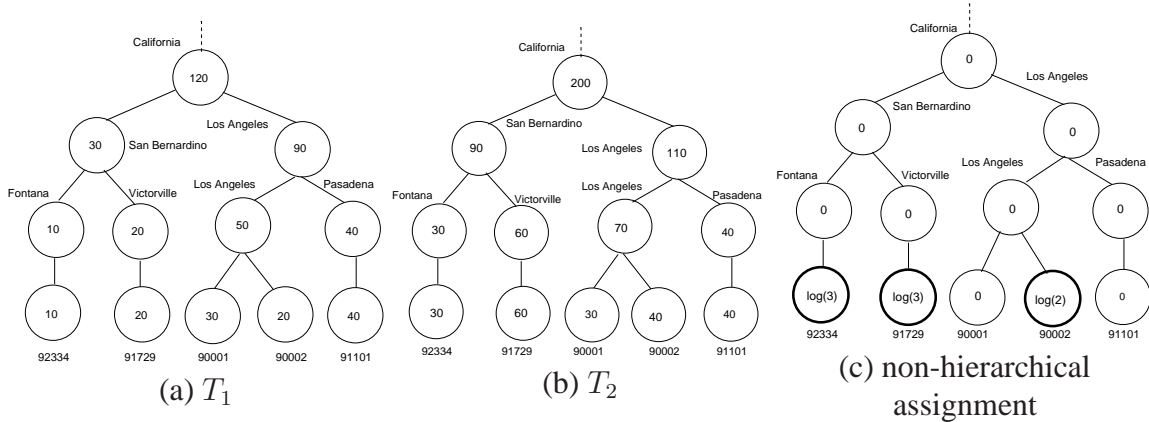 California
120
San Bernardino
30
Los Angeles
90
Fontana
Victorville
Los Angeles
Pasadena
10
20
50
40
10
20
30
20
40
92334
91729
90001
90002
91101
(a) T1
California
200
San Bernardino
90
Los Angeles
110
Fontana
Victorville
Los Angeles
Pasadena
30
60
70
40
30
60
30
40
40
92334
91729
90001
90002
91101
(b) T2
California
0
San Bernardino
Los Angeles
0
0
Fontana
Victorville
Los Angeles
Pasadena
0
0
0
0
log(3)
log(3)
0
log(2)
0
92334
91729
90001
90002
91101
(c) non-hierarchical
assignment